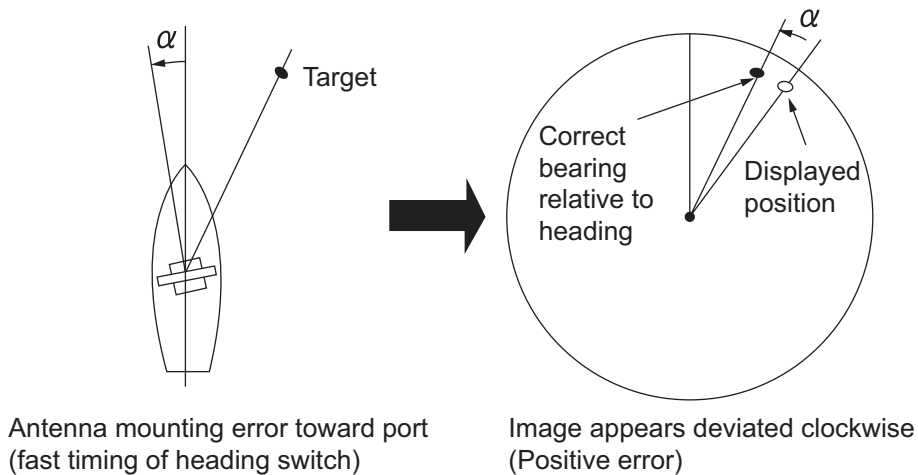 α
Target
Antenna mounting error toward port
(fast timing of heading switch)
α
Correct
bearing
relative to
heading
Displayed
position
Image appears deviated clockwise
(Positive error)